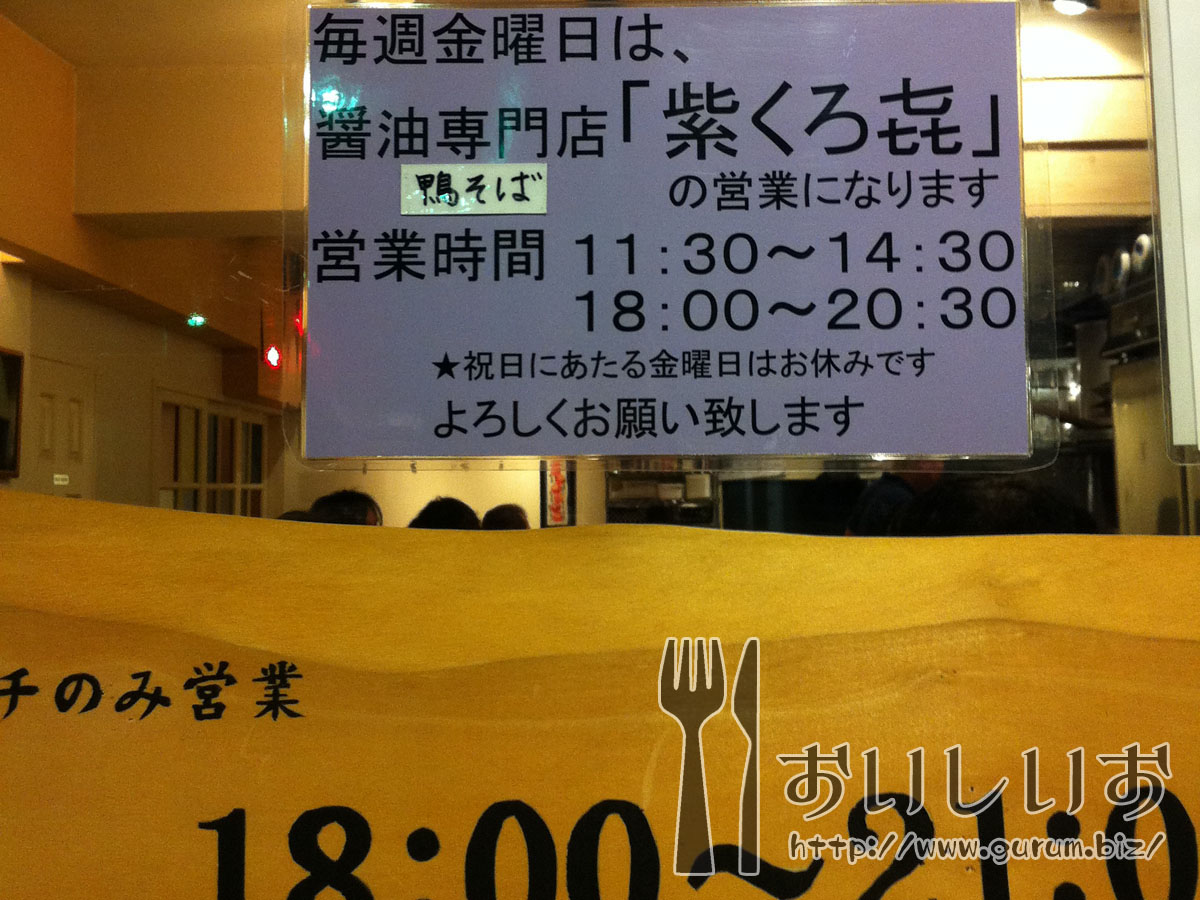 毎週金曜日は、
醤油専門店「紫くろ㐂」
鴨そば
の営業になります
営業時間 11:30～14:30
18:00～20:30
★祝日にあたる金曜日はお休みです
よろしくお願い致します
チのみ営業
18:00～21:0
おいしいお
http://www.gurum.biz/